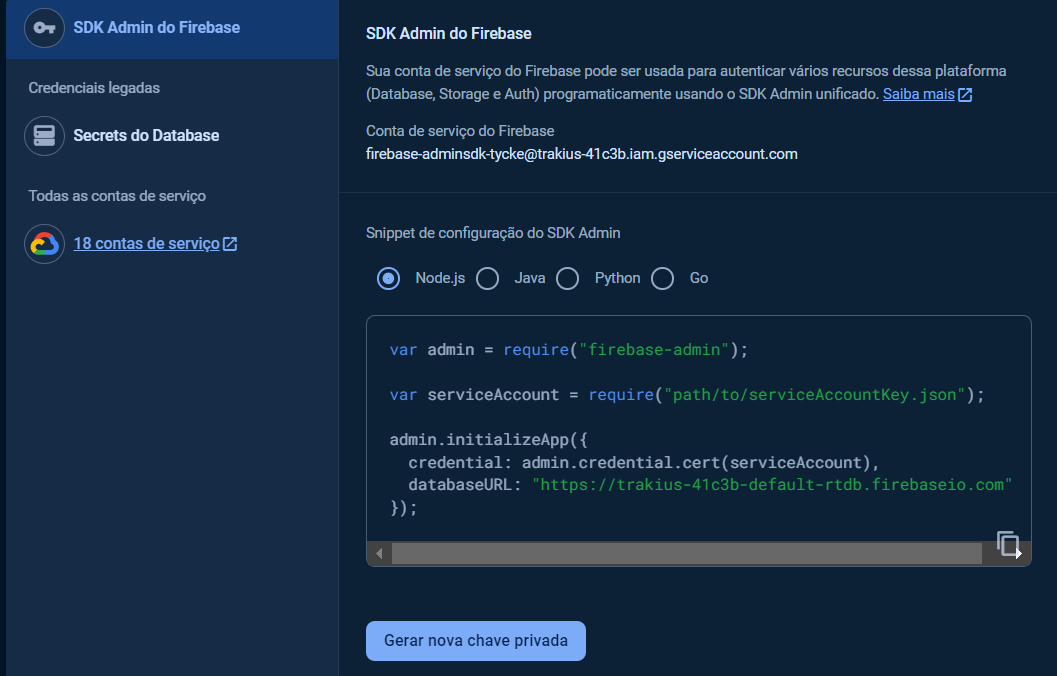 SDK Admin do Firebase
Credenciais legadas
Secrets do Database
Todas as contas de serviço
18 contas de serviço
SDK Admin do Firebase
Sua conta de serviço do Firebase pode ser usada para autenticar vários recursos dessa plataforma
(Database, Storage e Auth) programaticamente usando o SDK Admin unificado. Saiba mais
Conta de serviço do Firebase
firebase-adminsdk-tycke@trakius-41c3b.iam.gserviceaccount.com
Snippet de configuração do SDK Admin
Node.js Java Python Go
var admin = require("firebase-admin");
var serviceAccount = require("path/to/serviceAccountKey.json");
admin.initializeApp({
  credential: admin.credential.cert(serviceAccount),
  databaseURL: "https://trakius-41c3b-default-rtdb.firebaseio.com"
});
Gerar nova chave privada